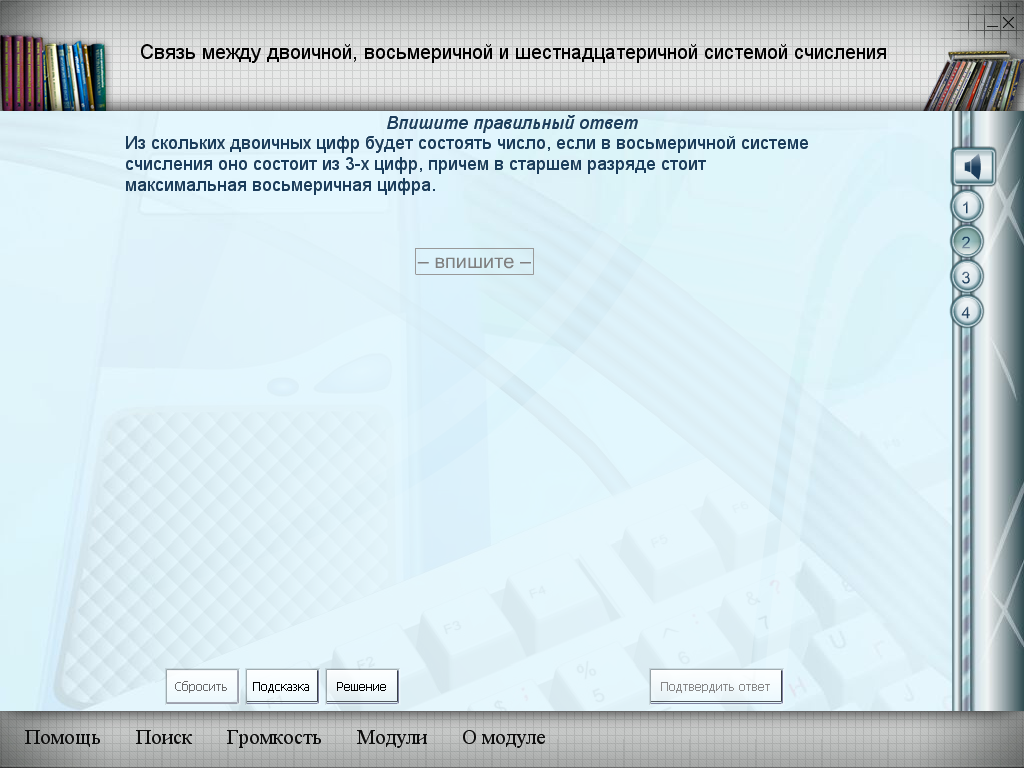 Связь между двоичной, восьмеричной и шестнадцатеричной системой счисления
Впишите правильный ответ
Из скольких двоичных цифр будет состоять число, если в восьмеричной системе
счисления оно состоит из 3-х цифр, причем в старшем разряде стоит
максимальная восьмеричная цифра.
– впишите –
1
2
3
4
Сбросить Подсказка Решение Подтвердить ответ
Помощь Поиск Громкость Модули О модуле